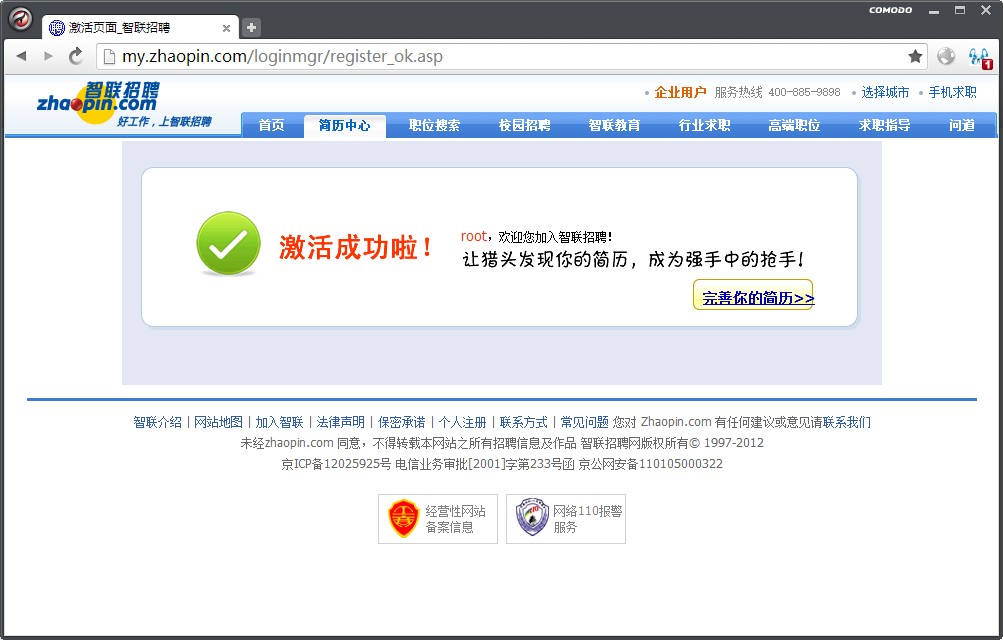 COMODO
激活页面_智联招聘
my.zhaopin.com/loginmgr/register_ok.asp
1
智联招聘
zhaopin.com
好工作，上智联招聘
企业用户 服务热线 400-885-9898 选择城市 手机求职
首页 简历中心 职位搜索 校园招聘 智联教育 行业求职 高端职位 求职指导 问道
激活成功啦！
root，欢迎您加入智联招聘！
让猎头发现你的简历，成为强手中的抢手！
完善你的简历>>
智联介绍 | 网站地图 | 加入智联 | 法律声明 | 保密承诺 | 个人注册 | 联系方式 | 常见问题 您对 Zhaopin.com 有任何建议或意见请联系我们
未经zhaopin.com 同意，不得转载本网站之所有招聘信息及作品 智联招聘网版权所有© 1997-2012
京ICP备12025925号 电信业务审批[2001]字第233号函 京公网安备110105000322
经营性网站
备案信息
网络110报警
服务